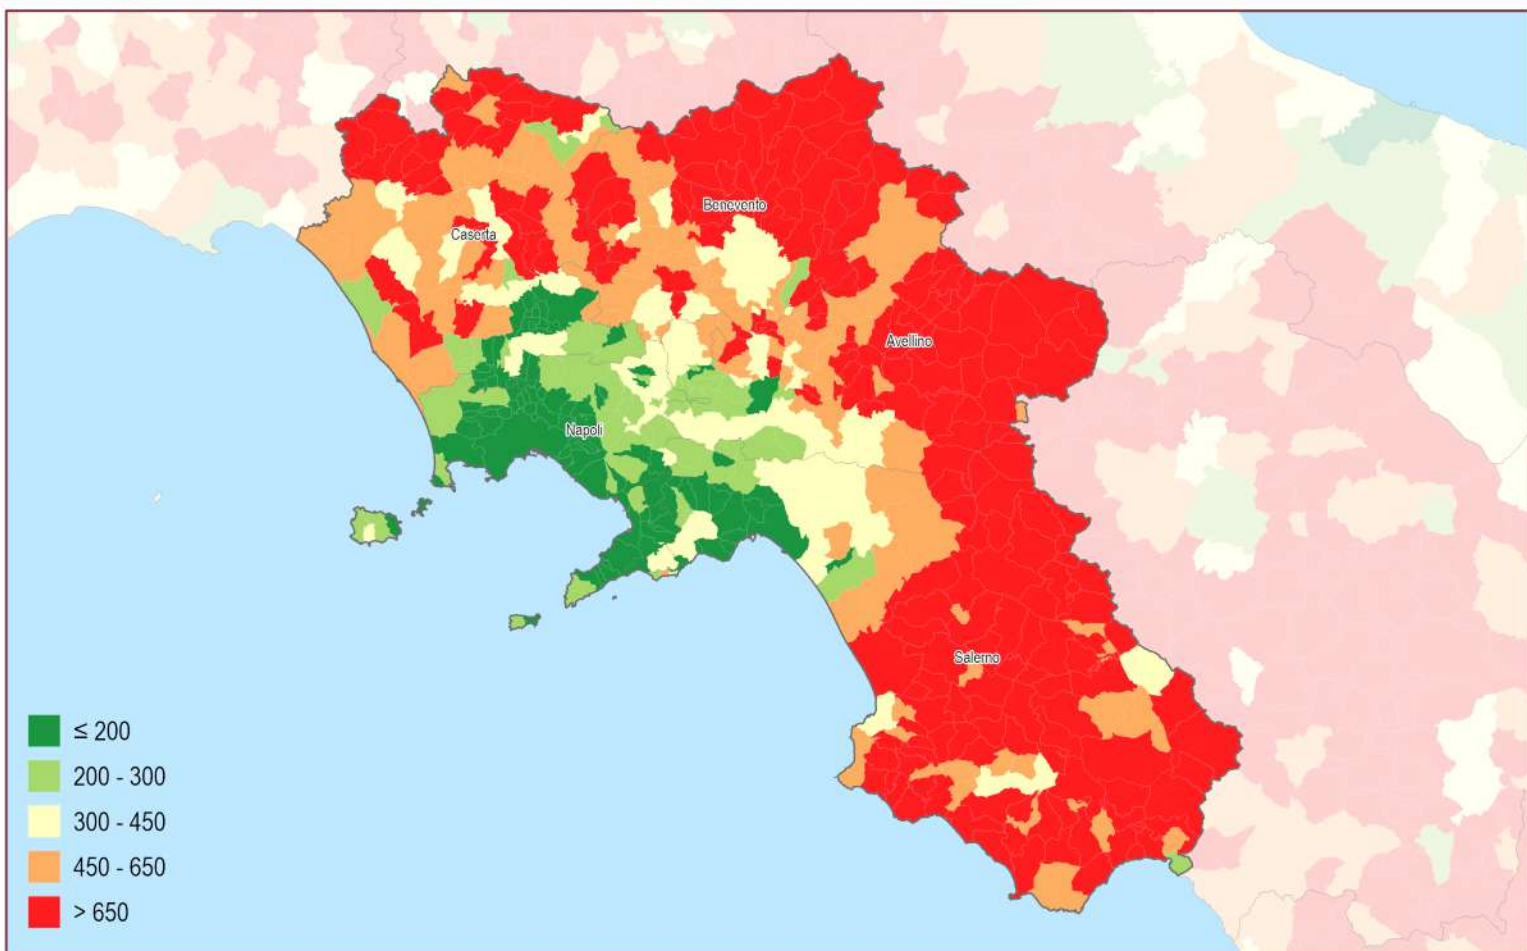 Benevento
Caserta
Avellino
Napoli
Salerno
≤ 200
200 - 300
300 - 450
450 - 650
> 650